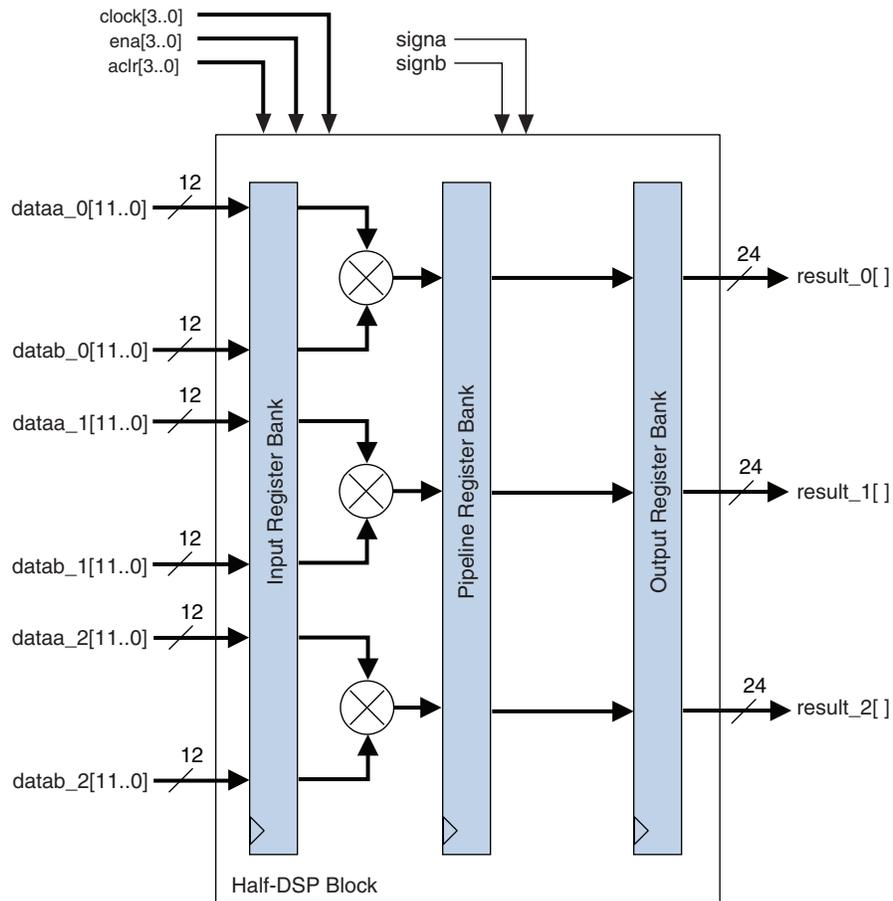 clock[3..0]
ena[3..0]
aclr[3..0]
signa
signb
12
dataa_0[11..0]
12
datab_0[11..0]
12
dataa_1[11..0]
12
datab_1[11..0]
12
dataa_2[11..0]
12
datab_2[11..0]
Input Register Bank
Pipeline Register Bank
Output Register Bank
24
result_0[ ]
24
result_1[ ]
24
result_2[ ]
Half-DSP Block